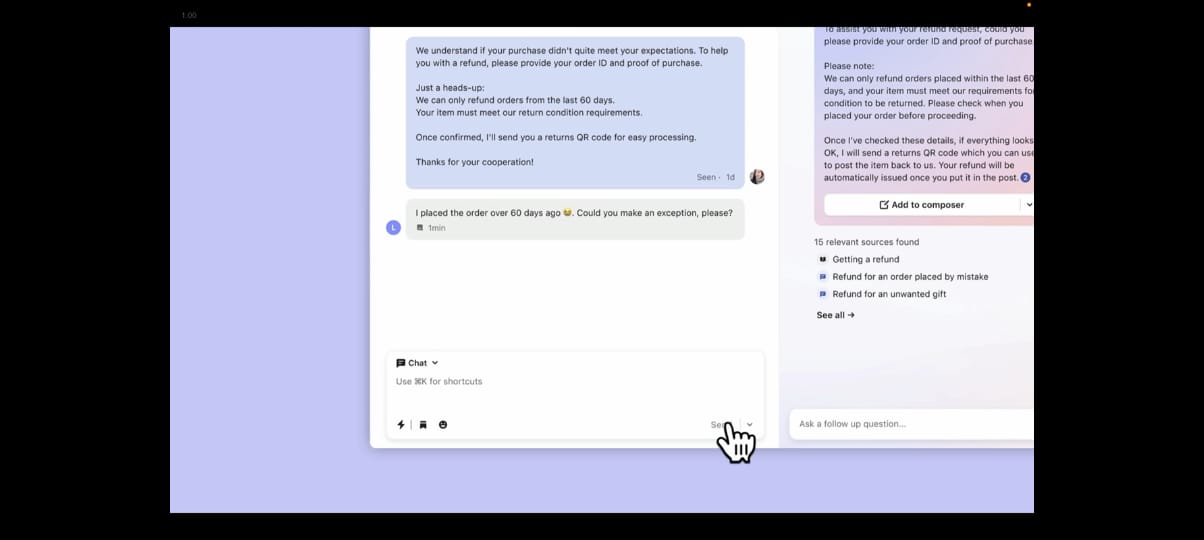 1:00
We understand if your purchase didn't quite meet your expectations. To help
you with a refund, please provide your order ID and proof of purchase.
Just a heads-up:
We can only refund orders from the last 60 days.
Your item must meet our return condition requirements.
Once confirmed, I'll send you a returns QR code for easy processing.
Thanks for your cooperation!
Seen · 1d
I placed the order over 60 days ago 😭. Could you make an exception, please?
L
1min
Chat
Use ⌘K for shortcuts
To assist you with your refund request, could you
please provide your order ID and proof of purchase
Please note:
We can only refund orders placed within the last 60
days, and your item must meet our requirements fo
condition to be returned. Please check when you
placed your order before proceeding.
Once I've checked these details, if everything looks
OK, I will send a returns QR code which you can use
to post the item back to us. Your refund will be
automatically issued once you put it in the post. 2
Add to composer
15 relevant sources found
Getting a refund
Refund for an order placed by mistake
Refund for an unwanted gift
See all →
Ask a follow up question...